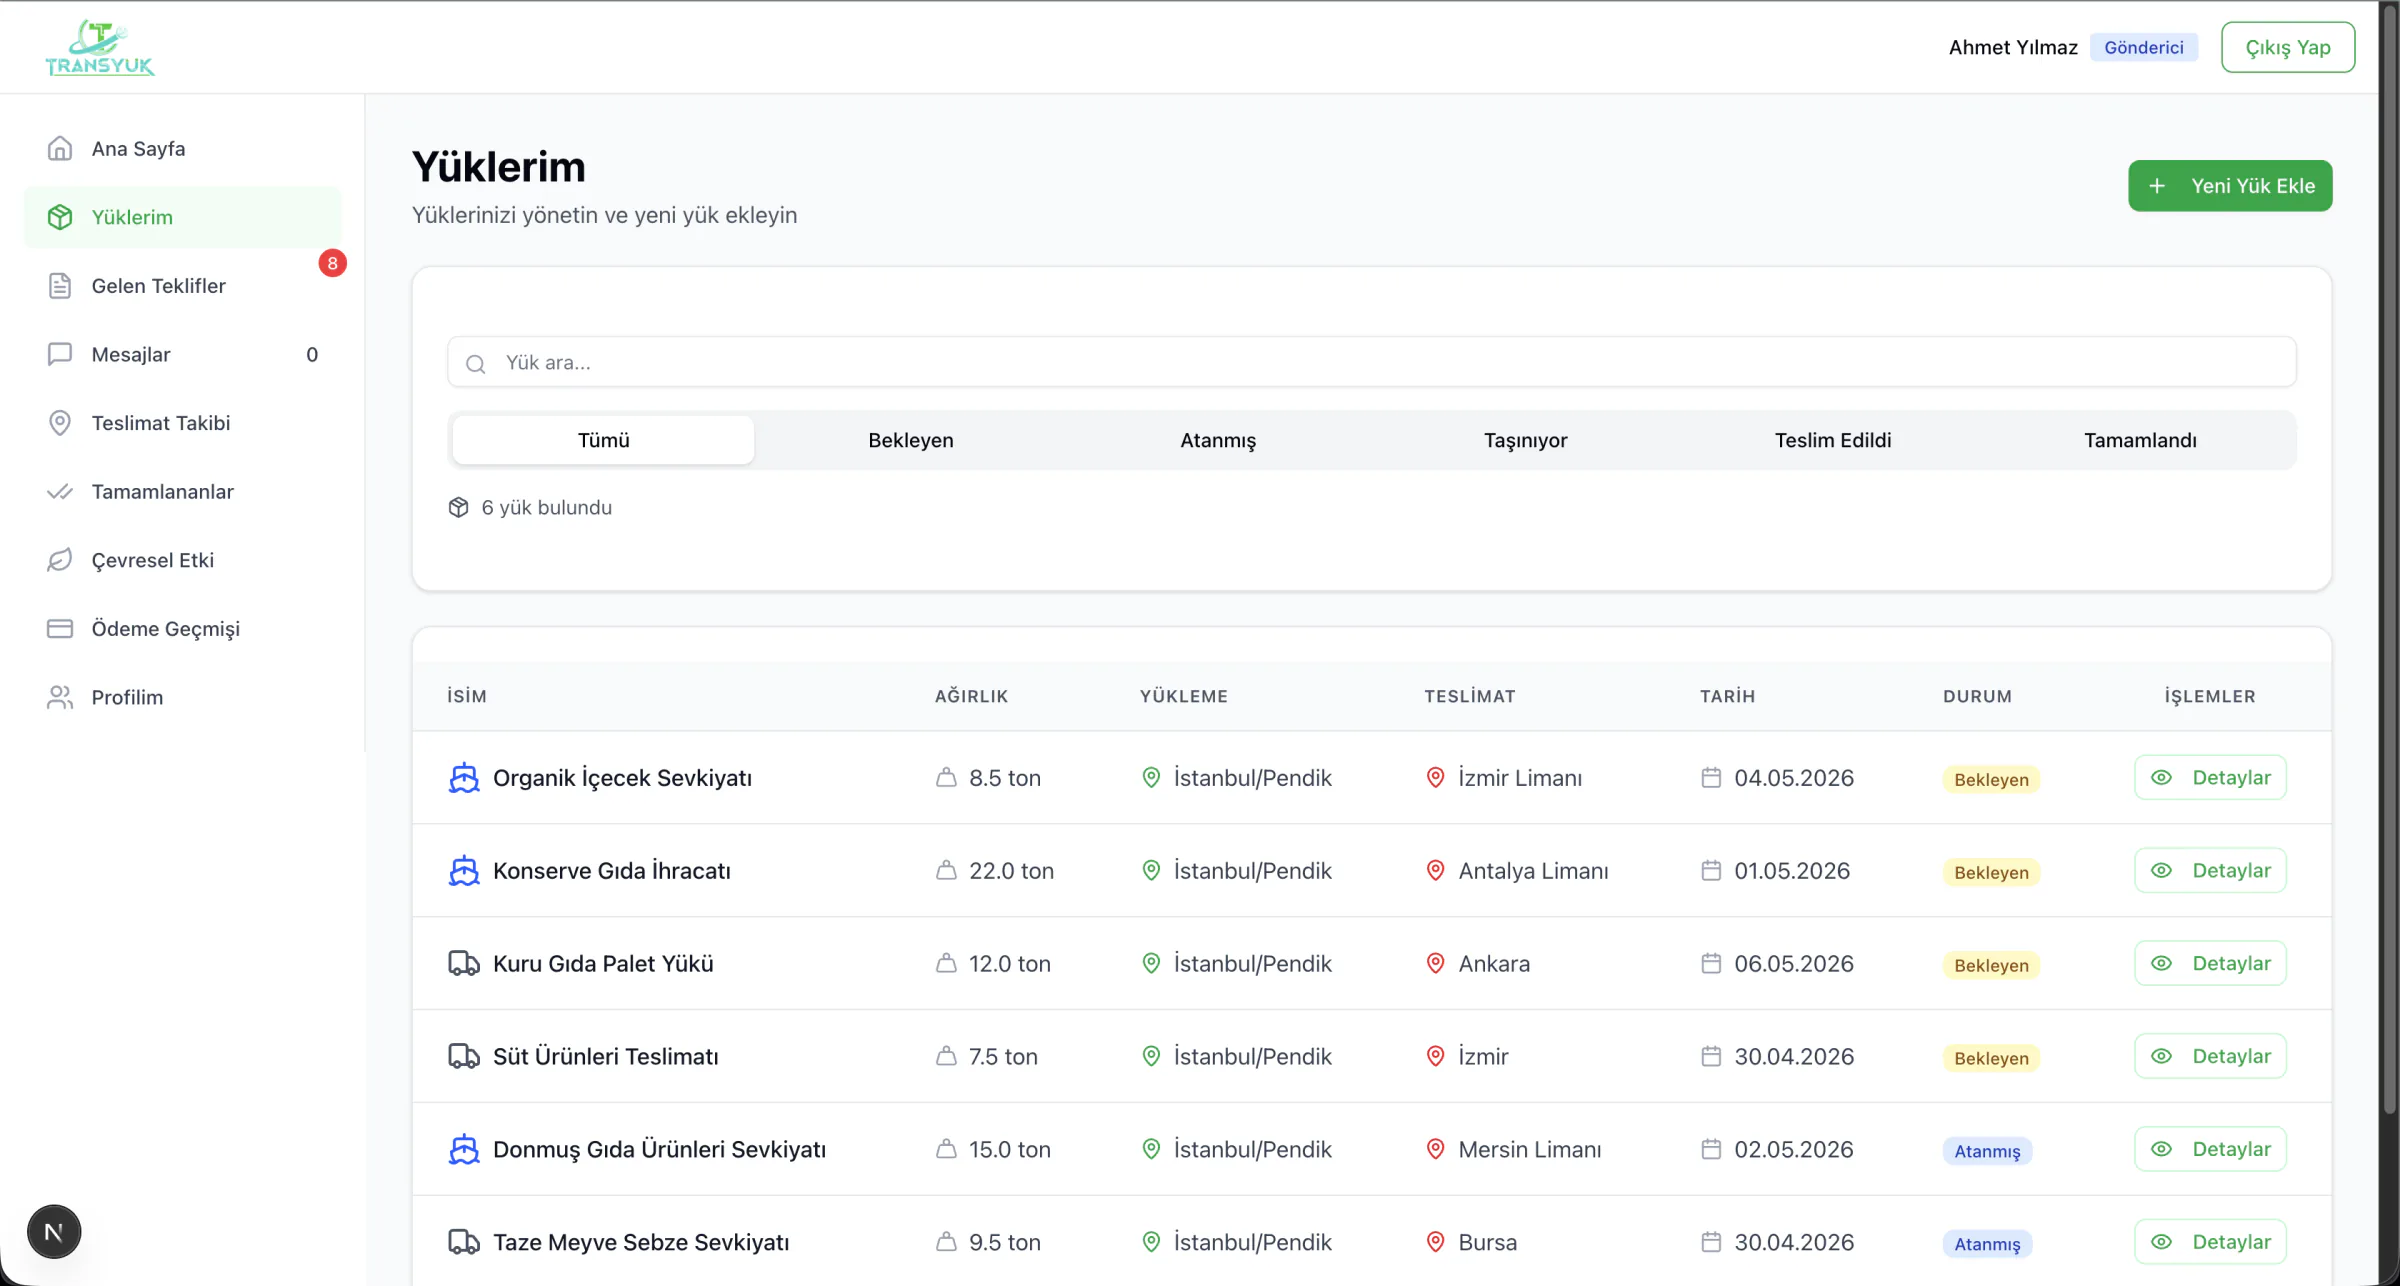 TRANSYUK
Ahmet Yılmaz Gönderici Çıkış Yap
Ana Sayfa
Yüklerim
8
Gelen Teklifler
Mesajlar 0
Teslimat Takibi
Tamamlananlar
Çevresel Etki
Ödeme Geçmişi
Profilim
N
Yüklerim
Yüklerinizi yönetin ve yeni yük ekleyin
+ Yeni Yük Ekle
Yük ara...
Tümü Bekleyen Atanmış Taşınıyor Teslim Edildi Tamamlandı
6 yük bulundu
İSİM AĞIRLIK YÜKLEME TESLİMAT TARİH DURUM İŞLEMLER
Organik İçecek Sevkiyatı 8.5 ton İstanbul/Pendik İzmir Limanı 04.05.2026 Bekleyen Detaylar
Konserve Gıda İhracatı 22.0 ton İstanbul/Pendik Antalya Limanı 01.05.2026 Bekleyen Detaylar
Kuru Gıda Palet Yükü 12.0 ton İstanbul/Pendik Ankara 06.05.2026 Bekleyen Detaylar
Süt Ürünleri Teslimatı 7.5 ton İstanbul/Pendik İzmir 30.04.2026 Bekleyen Detaylar
Donmuş Gıda Ürünleri Sevkiyatı 15.0 ton İstanbul/Pendik Mersin Limanı 02.05.2026 Atanmış Detaylar
Taze Meyve Sebze Sevkiyatı 9.5 ton İstanbul/Pendik Bursa 30.04.2026 Atanmış Detaylar